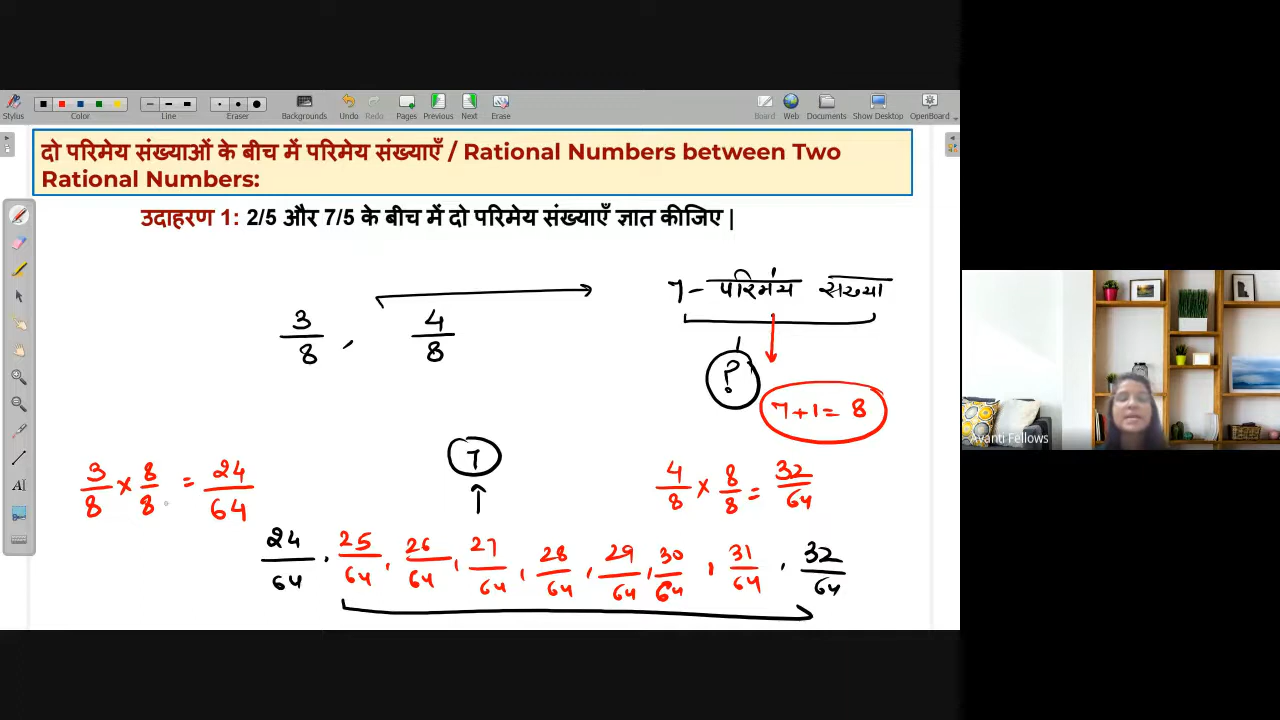 Stylus Color Line Eraser Backgrounds Undo Redo Pages Previous Next Erase Board Web Documents Show Desktop OpenBoard
दो परिमेय संख्याओं के बीच में परिमेय संख्याएँ / Rational Numbers between Two
Rational Numbers:
उदाहरण 1: 2/5 और 7/5 के बीच में दो परिमेय संख्याएँ ज्ञात कीजिए |
7 - परिमेय संख्या
3/8 , 4/8
?
7+1= 8
7
3/8 × 8/8 = 24/64
4/8 × 8/8 = 32/64
24/64 , 25/64 , 26/64 , 27/64 , 28/64 , 29/64 , 30/64 , 31/64 , 32/64
Avanti Fellows